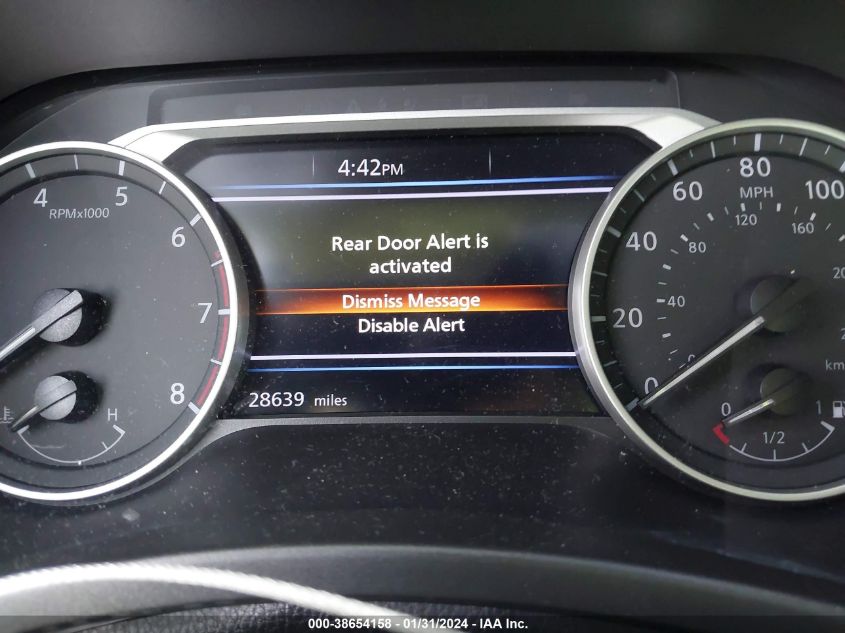 4:42PM
Rear Door Alert is
activated
Dismiss Message
Disable Alert
28639 miles
4 5 6 7 8
RPMx1000
H
0 20 40 60 80 100
MPH
40 80 120 160
km
0 1/2 1
000-38654158 - 01/31/2024 - IAA Inc.